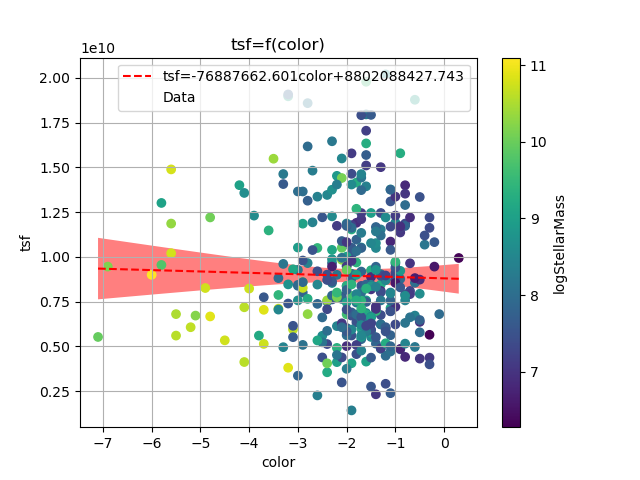 tsf=f(color)
1e10
tsf=-76887662.601color+8802088427.743
Data
2.00
1.75
1.50
1.25
1.00
0.75
0.50
0.25
tsf
−7 −6 −5 −4 −3 −2 −1 0
color
11
10
9
8
7
logStellarMass